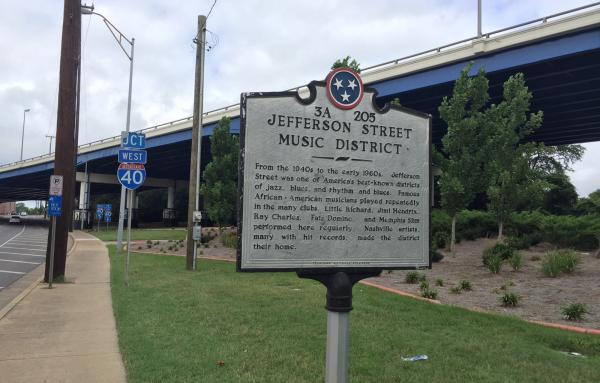 3A 205
JEFFERSON STREET
MUSIC DISTRICT
From the 1940s to the early 1960s. Jefferson
Street was one of America's best-known districts
of jazz, blues, and rhythm and blues. Famous
African-American musicians played repeatedly
in the many clubs. Little Richard, Jimi Hendrix,
Ray Charles, Fats Domino, and Memphis Slim
performed here regularly. Nashville artists,
many with hit records, made the district
their home.
TENNESSEE HISTORICAL COMMISSION
JCT
WEST
40
P